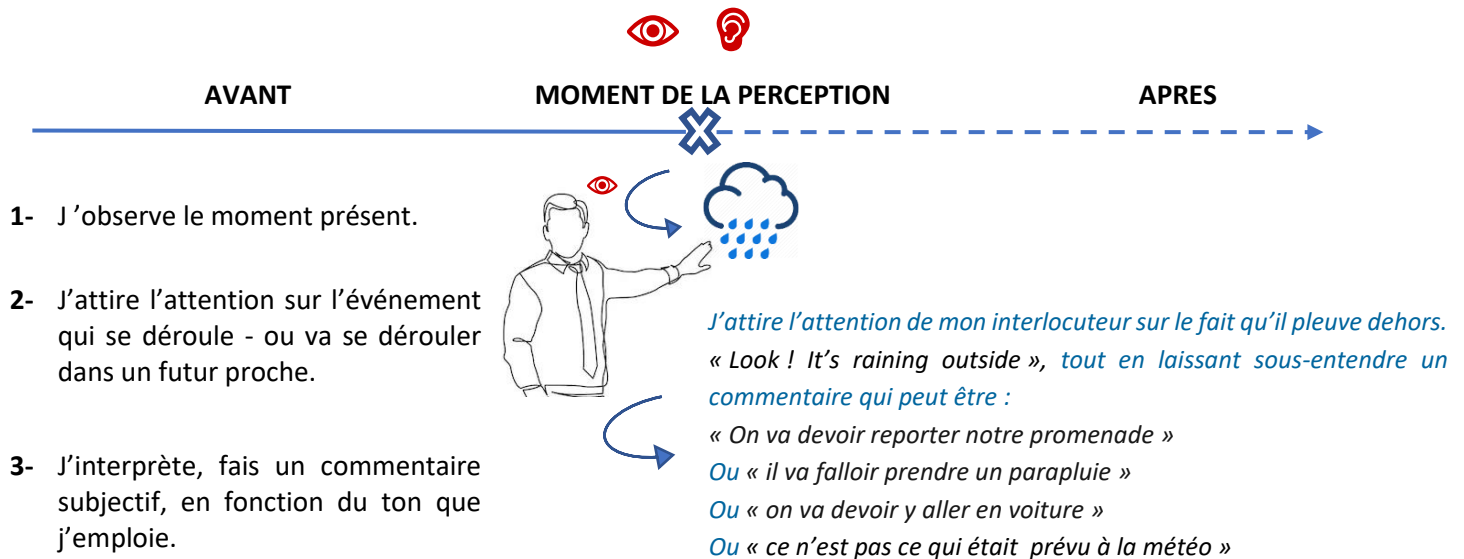 AVANT MOMENT DE LA PERCEPTION APRES
1- J ’observe le moment présent.
2- J’attire l’attention sur l’événement
qui se déroule - ou va se dérouler
dans un futur proche.
3- J’interprète, fais un commentaire
subjectif, en fonction du ton que
j’emploie.
J’attire l’attention de mon interlocuteur sur le fait qu’il pleuve dehors.
« Look ! It’s raining outside », tout en laissant sous-entendre un
commentaire qui peut être :
« On va devoir reporter notre promenade »
Ou « il va falloir prendre un parapluie »
Ou « on va devoir y aller en voiture »
Ou « ce n’est pas ce qui était prévu à la météo »